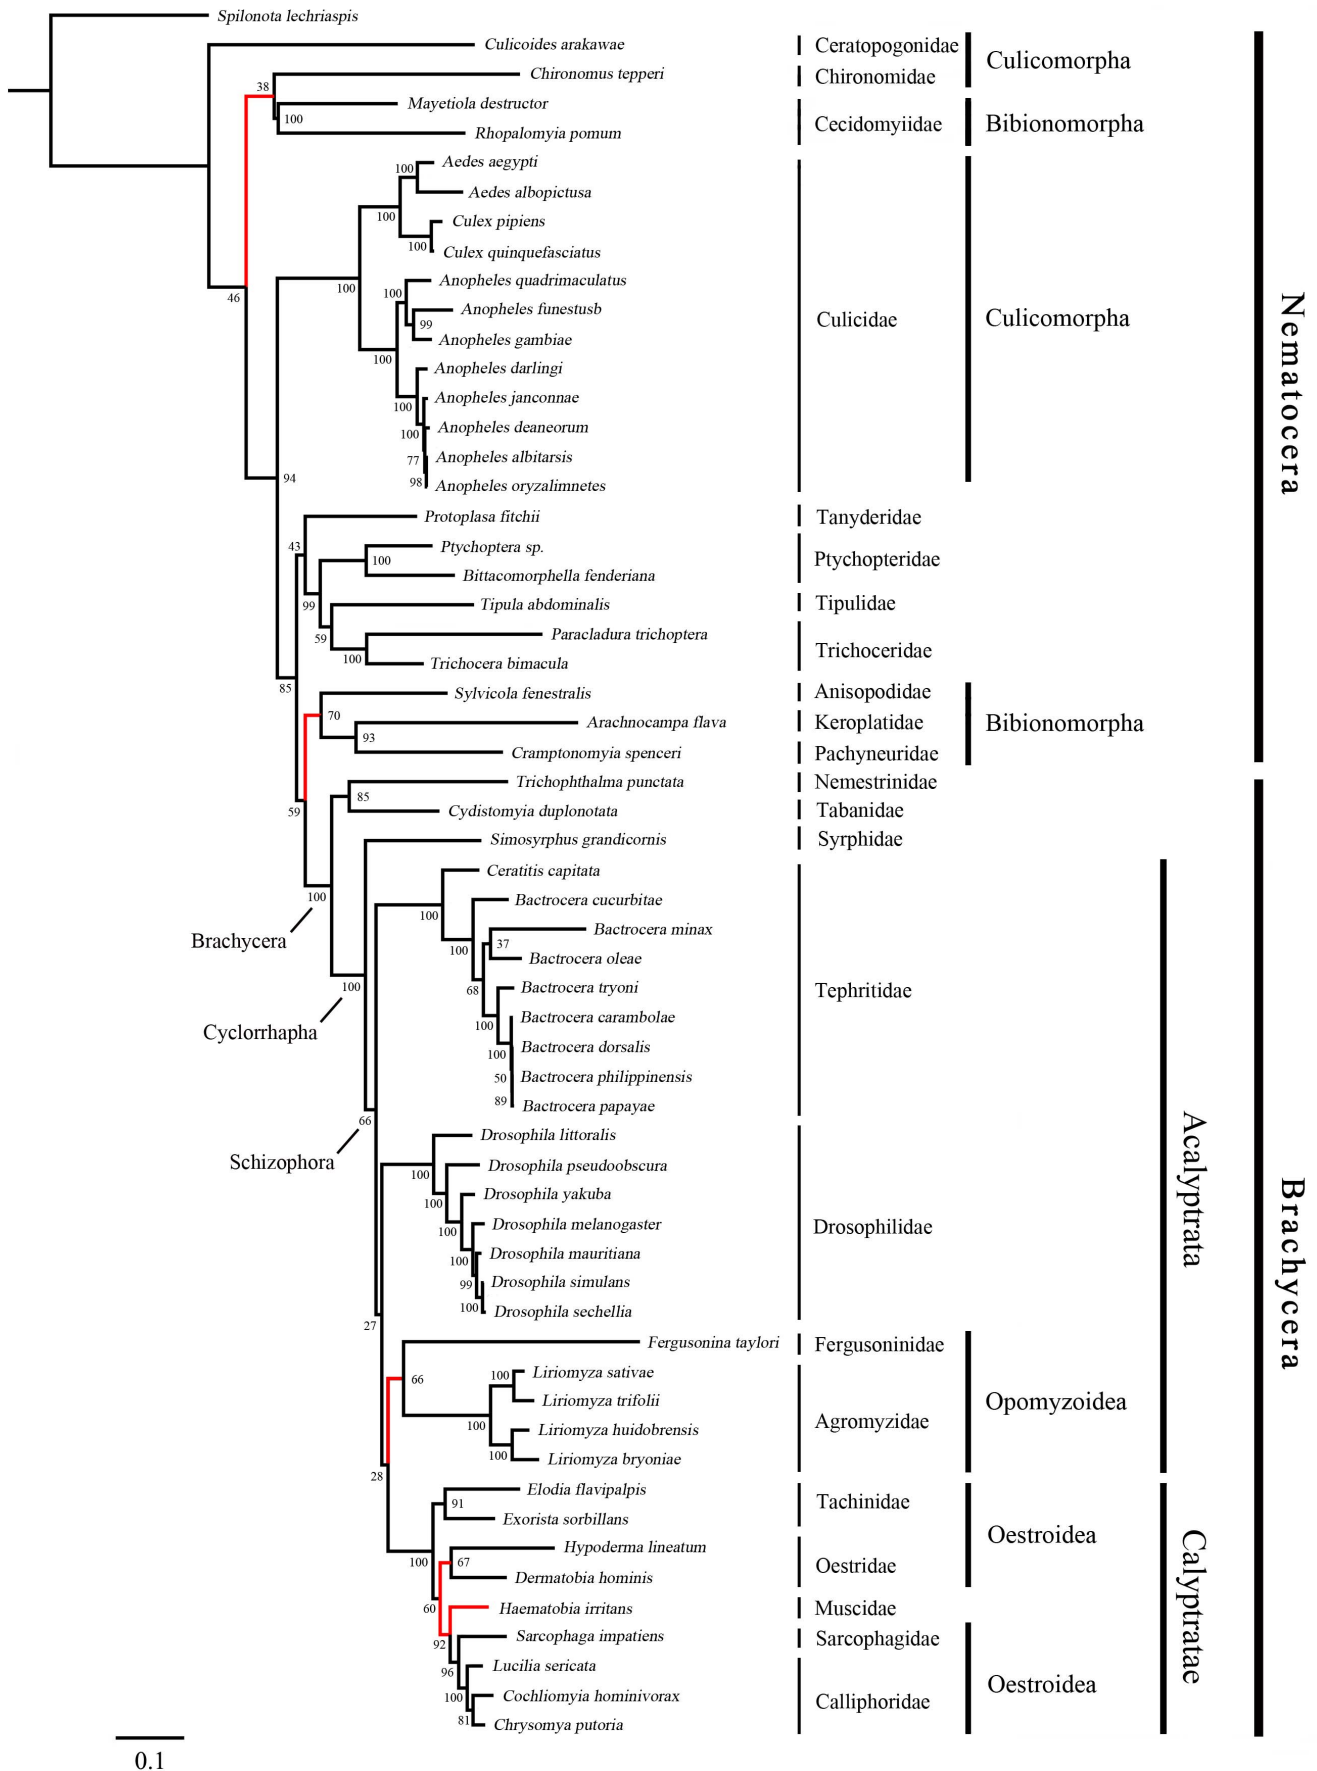 Spilonota lechriaspis
Culicoides arakawae
Ceratopogonidae
Culicomorpha
Chironomus tepperi
Chironomidae
38
Mayetiola destructor
100
Cecidomyiidae
Bibionomorpha
Rhopalomyia pomum
Aedes aegypti
100
Aedes albopictusa
100
Culex pipiens
100
Culex quinquefasciatus
Anopheles quadrimaculatus
100
100
46
Anopheles funestusb
99
Culicidae
Culicomorpha
Anopheles gambiae
100
Anopheles darlingi
Anopheles janconnae
100
Anopheles deaneorum
100
Anopheles albitarsis
77
Anopheles oryzalimnetes
98
94
Nematocera
Protoplasa fitchii
Tanyderidae
43
Ptychoptera sp.
100
Ptychopteridae
Bittacomorphella fenderiana
99
Tipula abdominalis
Tipulidae
59
Paracladura trichoptera
Trichoceridae
100
Trichocera bimacula
85
Sylvicola fenestralis
Anisopodidae
70
Arachnocampa flava
Keroplatidae
Bibionomorpha
93
Cramptonomyia spenceri
Pachyneuridae
Trichophthalma punctata
Nemestrinidae
85
59
Cydistomyia duplonotata
Tabanidae
Simosyrphus grandicornis
Syrphidae
Ceratitis capitata
100
Brachycera
Bactrocera cucurbitae
100
Bactrocera minax
37
100
Bactrocera oleae
68
Bactrocera tryoni
Tephritidae
100
Cyclorrhapha
Bactrocera carambolae
100
Bactrocera dorsalis
100
Bactrocera philippinensis
50
Bactrocera papayae
89
66
Schizophora
Drosophila littoralis
Drosophila pseudoobscura
100
Drosophila yakuba
100
Drosophila melanogaster
100
Drosophilidae
Drosophila mauritiana
100
Drosophila simulans
99
Drosophila sechellia
100
27
Acalyptrata
Brachycera
Fergusonina taylori
Fergusoninidae
66
Liriomyza sativae
100
Liriomyza trifolii
100
Opomyzoidea
Agromyzidae
Liriomyza huidobrensis
Liriomyza bryoniae
100
28
Elodia flavipalpis
91
Tachinidae
Exorista sorbillans
100
Oestroidea
Hypoderma lineatum
67
Oestridae
Dermatobia hominis
60
Haematobia irritans
Muscidae
Calyptratae
Sarcophaga impatiens
Sarcophagidae
92
Lucilia sericata
96
Oestroidea
Cochliomyia hominivorax
100
Calliphoridae
Chrysomya putoria
81
0.1